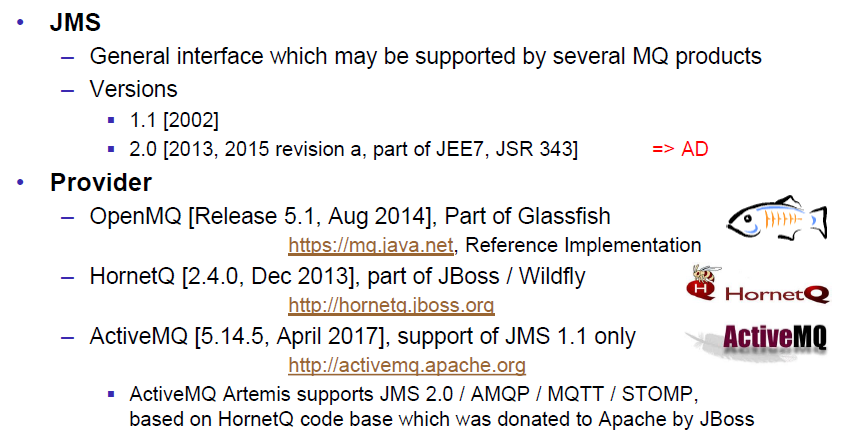 • JMS
– General interface which may be supported by several MQ products
– Versions
▪ 1.1 [2002]
▪ 2.0 [2013, 2015 revision a, part of JEE7, JSR 343] => AD
• Provider
– OpenMQ [Release 5.1, Aug 2014], Part of Glassfish
https://mq.java.net, Reference Implementation
– HornetQ [2.4.0, Dec 2013], part of JBoss / Wildfly
H HORNETQ
http://hornetq.jboss.org
– ActiveMQ [5.14.5, April 2017], support of JMS 1.1 only
ActiveMQ
http://activemq.apache.org
▪ ActiveMQ Artemis supports JMS 2.0 / AMQP / MQTT / STOMP,
based on HornetQ code base which was donated to Apache by JBoss